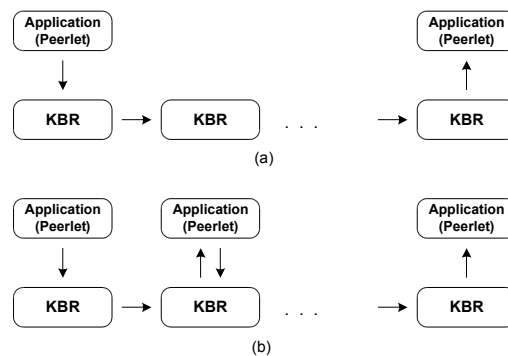 Application
(Peerlet)
Application
(Peerlet)
KBR
KBR
. . .
KBR
(a)
Application
(Peerlet)
Application
(Peerlet)
Application
(Peerlet)
KBR
KBR
. . .
KBR
(b)